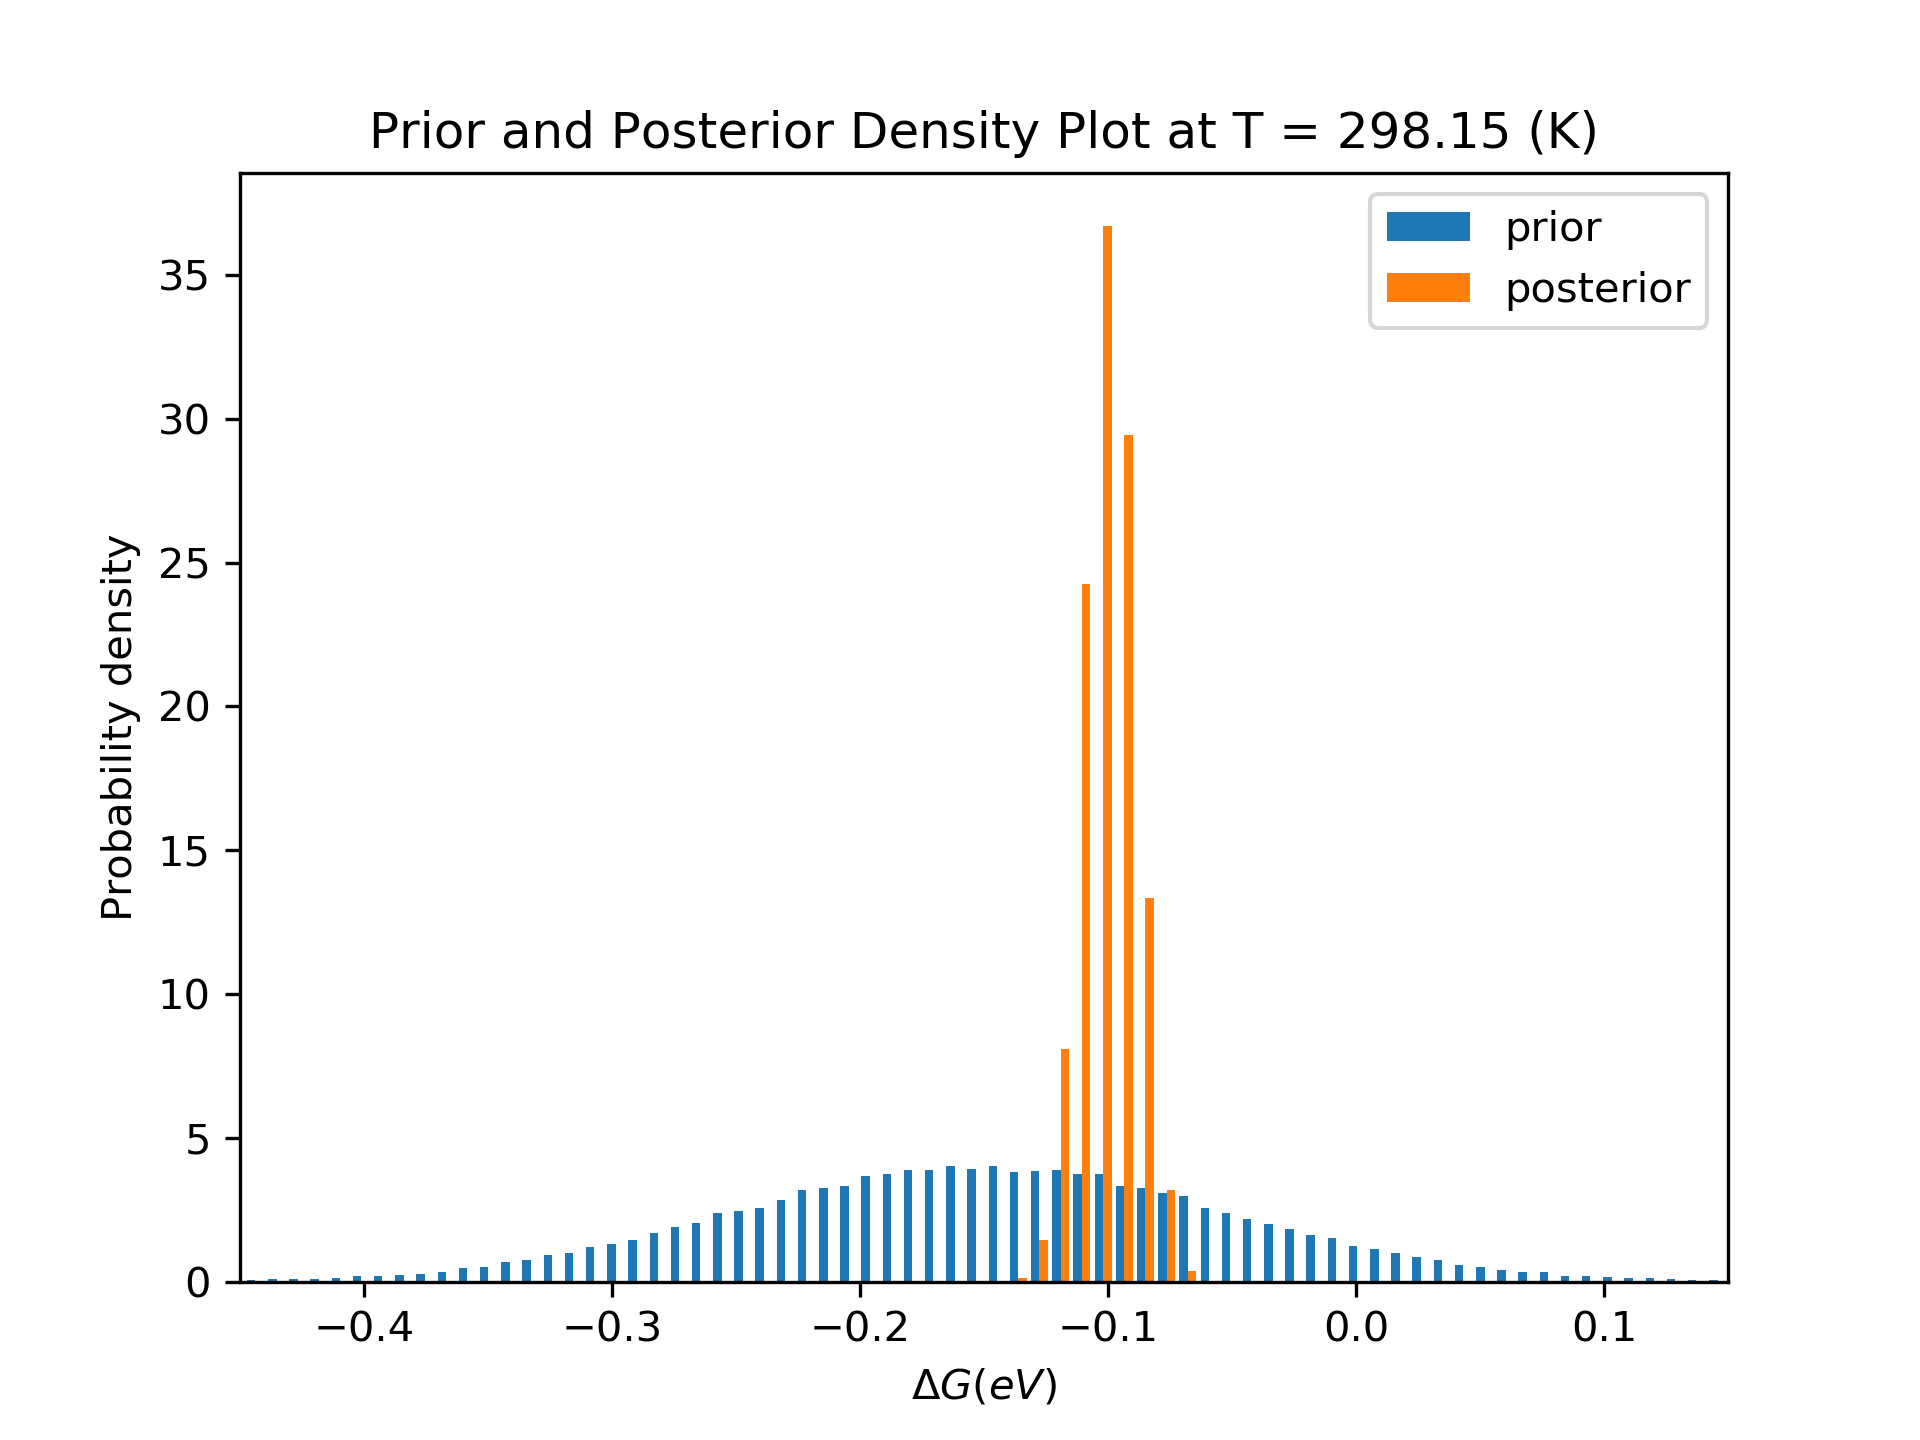 Prior and Posterior Density Plot at T = 298.15 (K)
prior
posterior
35
30
25
20
15
10
5
0
Probability density
−0.4 −0.3 −0.2 −0.1 0.0 0.1
ΔG(eV)